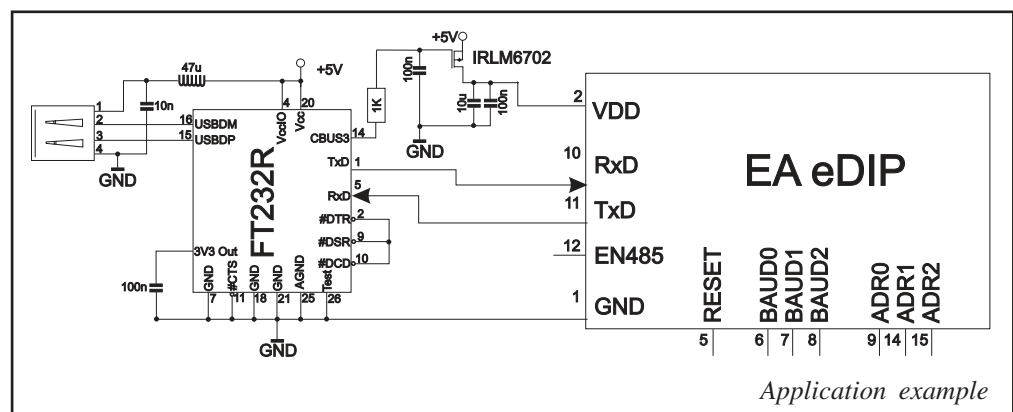 +5V
IRLM6702
100n
1K
10u
100n
GND
47u
+5V
10n
1
2
3
4
GND
4
20
VccIO
Vcc
16
USBDM
15
USBDP
CBUS3
14
TxD
1
5
RxD
#DTR
2
#DSR
9
#DCD
10
FT232R
3V3 Out
100n
GND
#CTS
GND
GND
AGND
Test
7
11
18
21
25
26
GND
2
VDD
10
RxD
11
TxD
12
EN485
1
GND
EA eDIP
RESET
BAUD0
BAUD1
BAUD2
ADR0
ADR1
ADR2
5
6
7
8
9
14
15
Application example